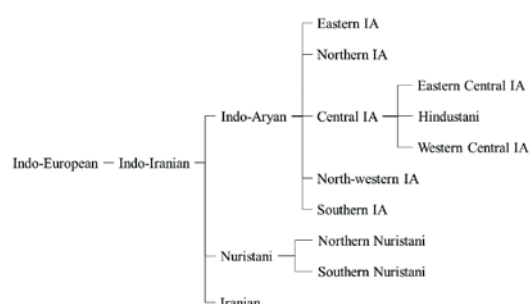 Eastern IA
Northern IA
Eastern Central IA
Indo-Aryan
Central IA
Hindustani
Western Central IA
Indo-European
Indo-Iranian
North-western IA
Southern IA
Northern Nuristani
Nuristani
Southern Nuristani
Iranian